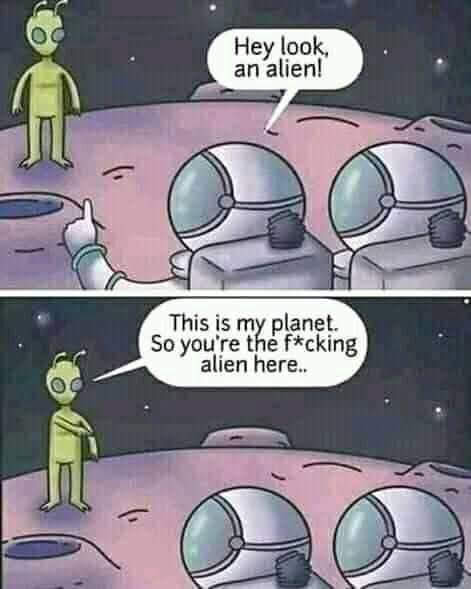 Hey look,
an alien!
This is my planet.
So you're the f*cking
alien here..